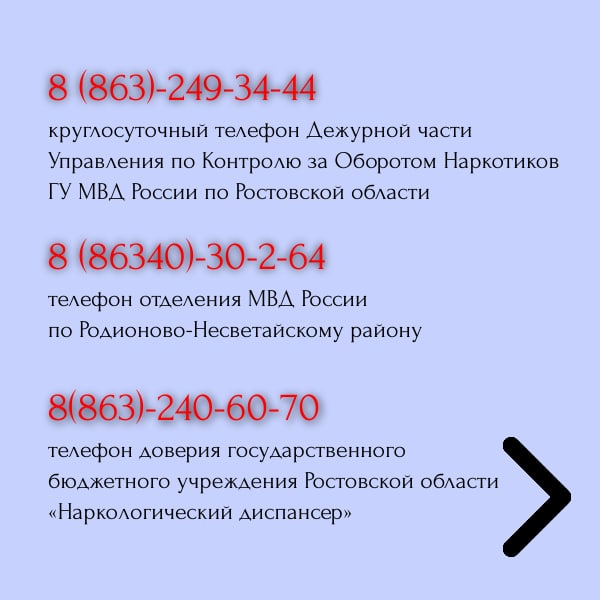 8 (863)-249-34-44
круглосуточный телефон Дежурной части
Управления по Контролю за Оборотом Наркотиков
ГУ МВД России по Ростовской области
8 (86340)-30-2-64
телефон отделения МВД России
по Родионово-Несветайскому району
8(863)-240-60-70
телефон доверия государственного
бюджетного учреждения Ростовской области
«Наркологический диспансер»